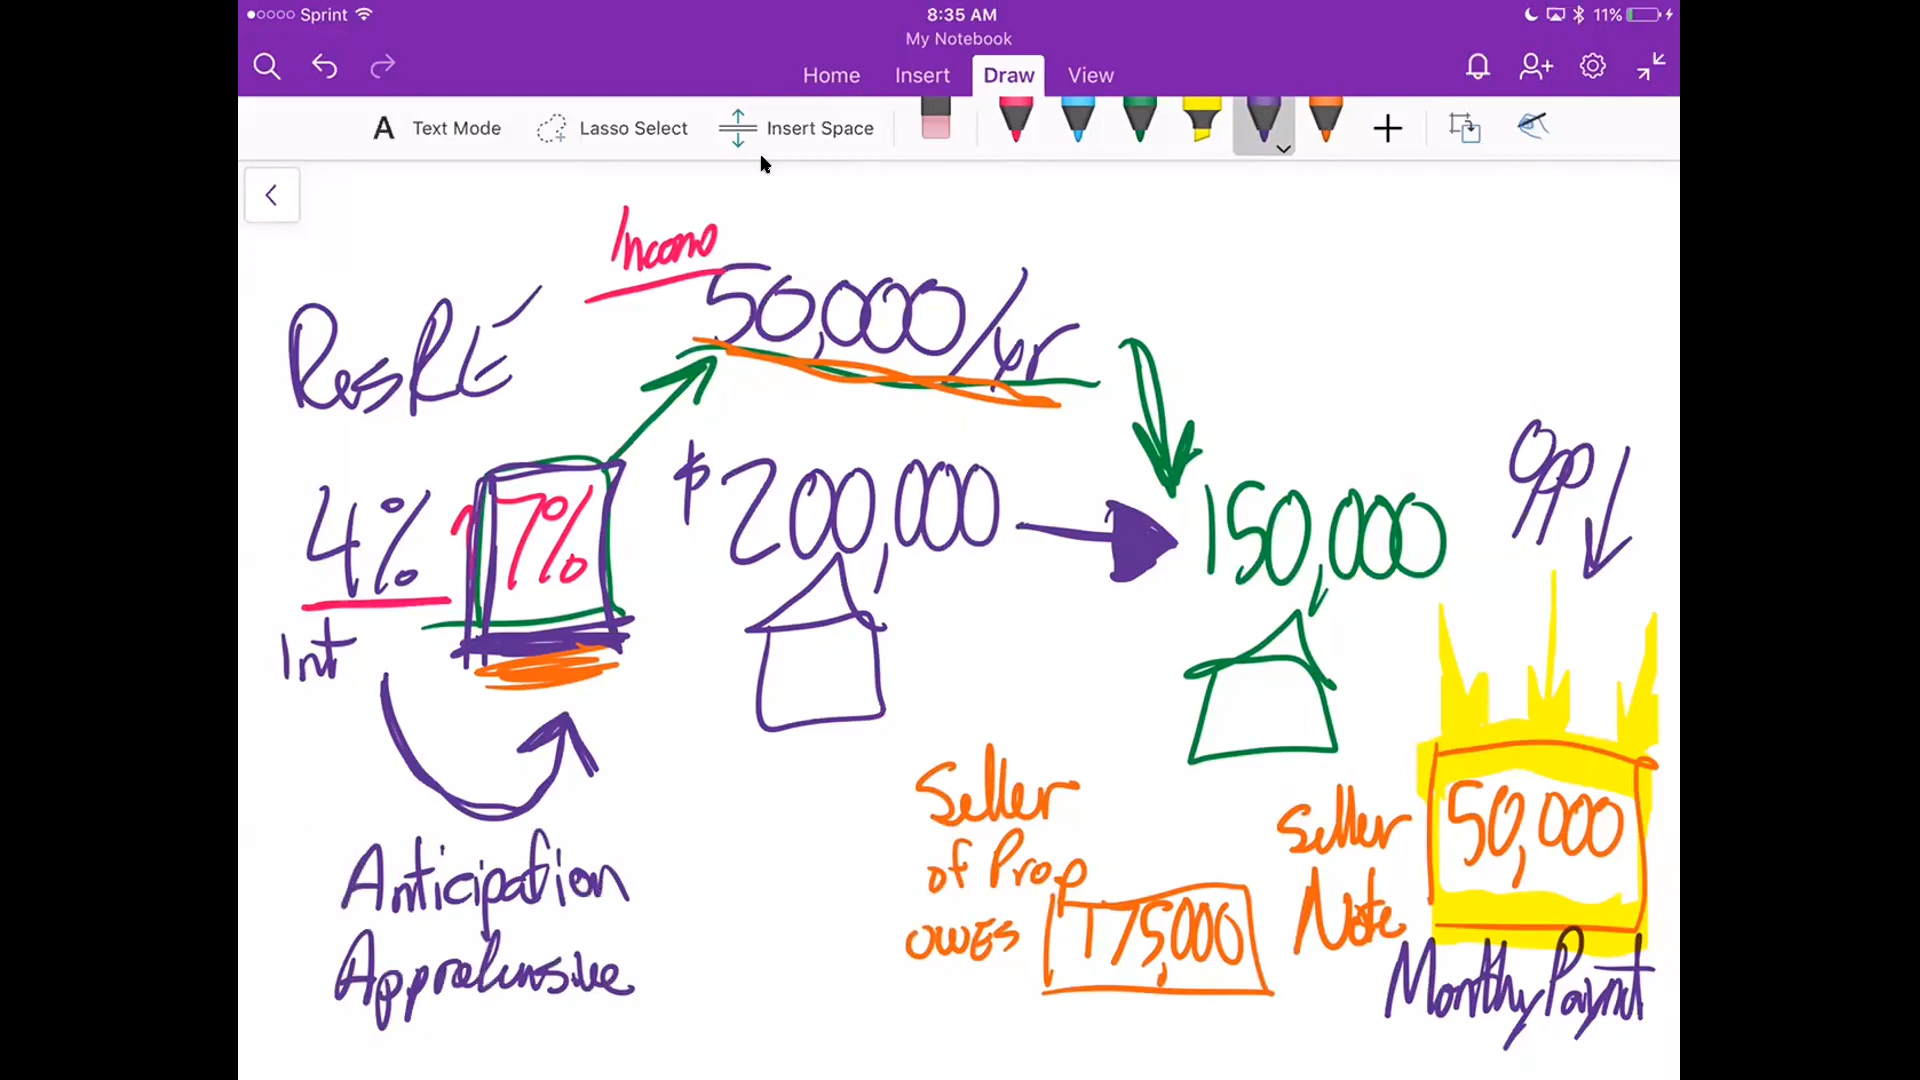 Sprint
8:35 AM
11%
My Notebook
Home
Insert
Draw
View
A Text Mode
Lasso Select
Insert Space
Income
50,000/yr
ResRE
4%
7%
Int
$200,000
150,000
Opp
Anticipation
Apprehensive
Seller
of Prop
owes
175,000
Seller
Note
50,000
Monthly Paymt